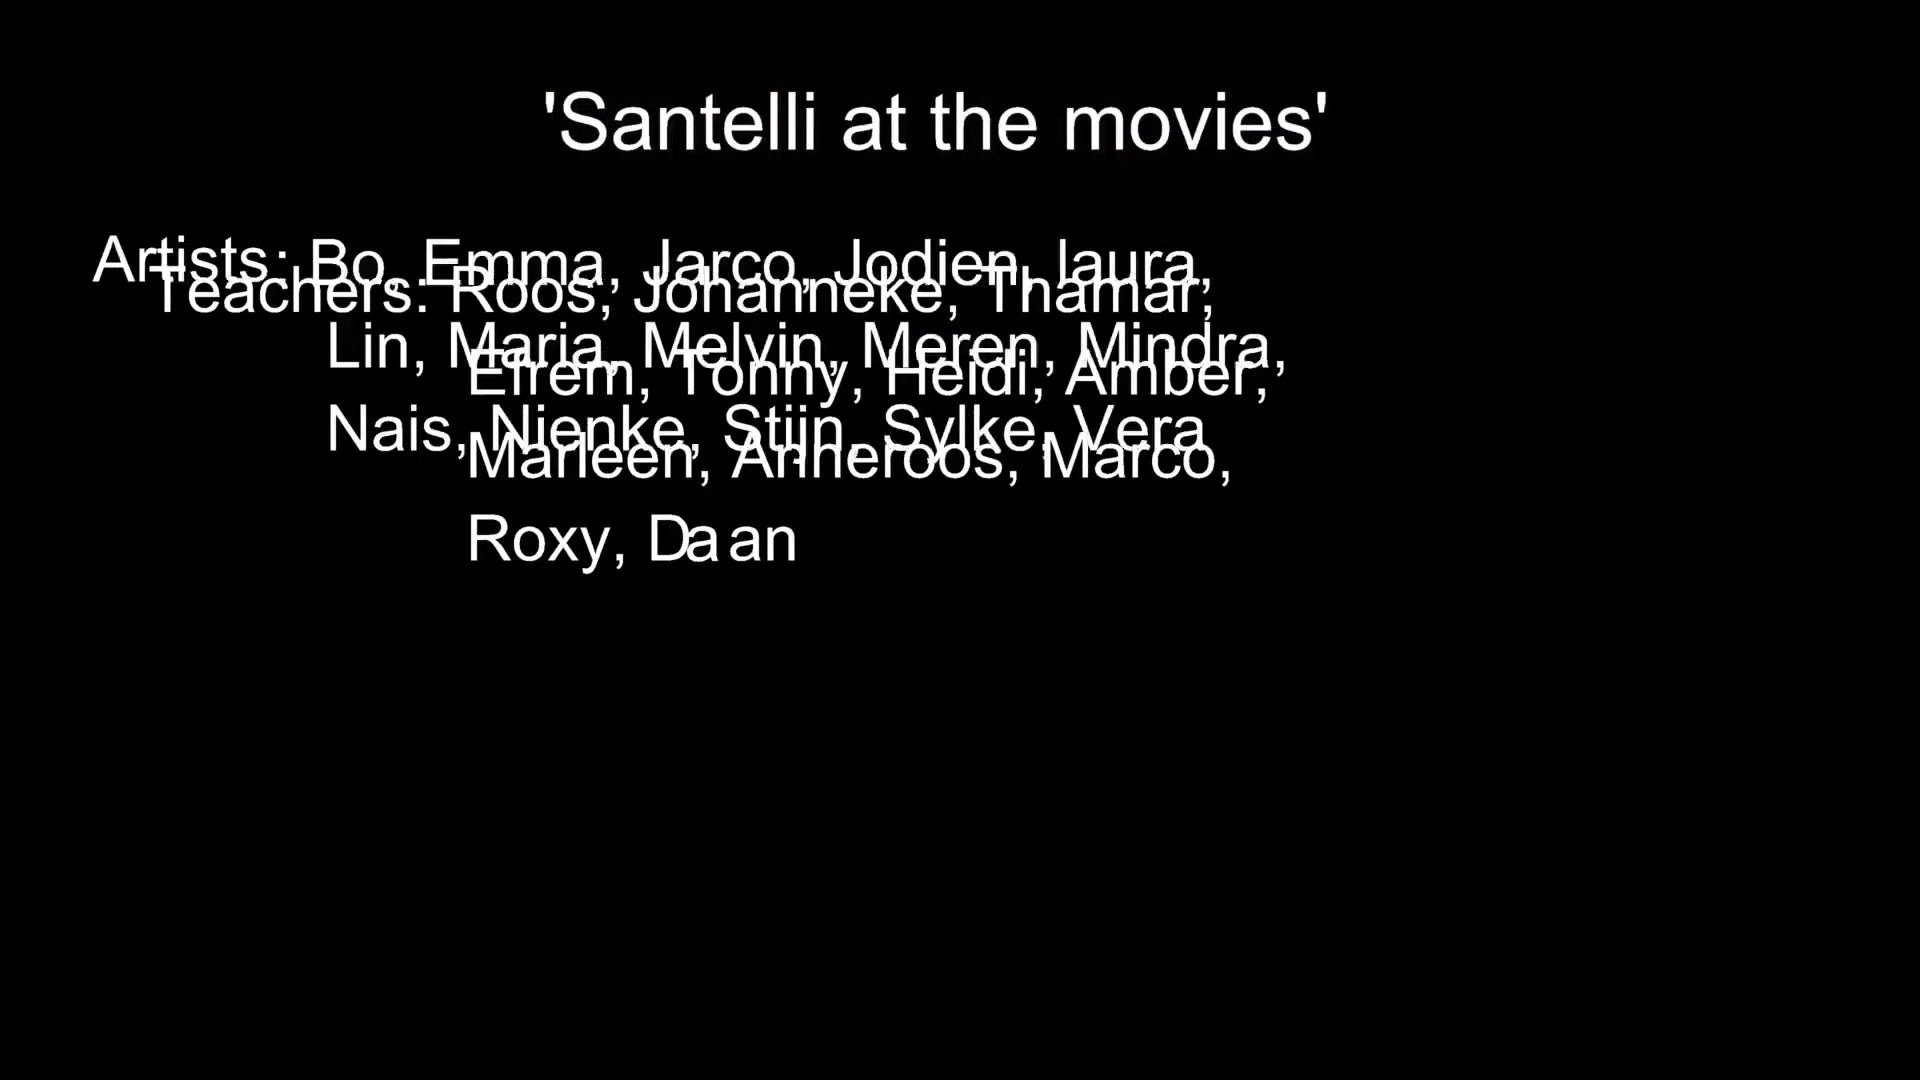 'Santelli at the movies'
Artists: Bo, Emma, Jarco, Jodien, laura,
Lin, Maria, Melvin, Meren, Mindra,
Nais, Nienke, Stijn, Sylke, Vera
Teachers: Roos, Johanneke, Thamar,
Efrem, Tonny, Heidi, Amber,
Marleen, Anneroos, Marco,
Roxy, Daan